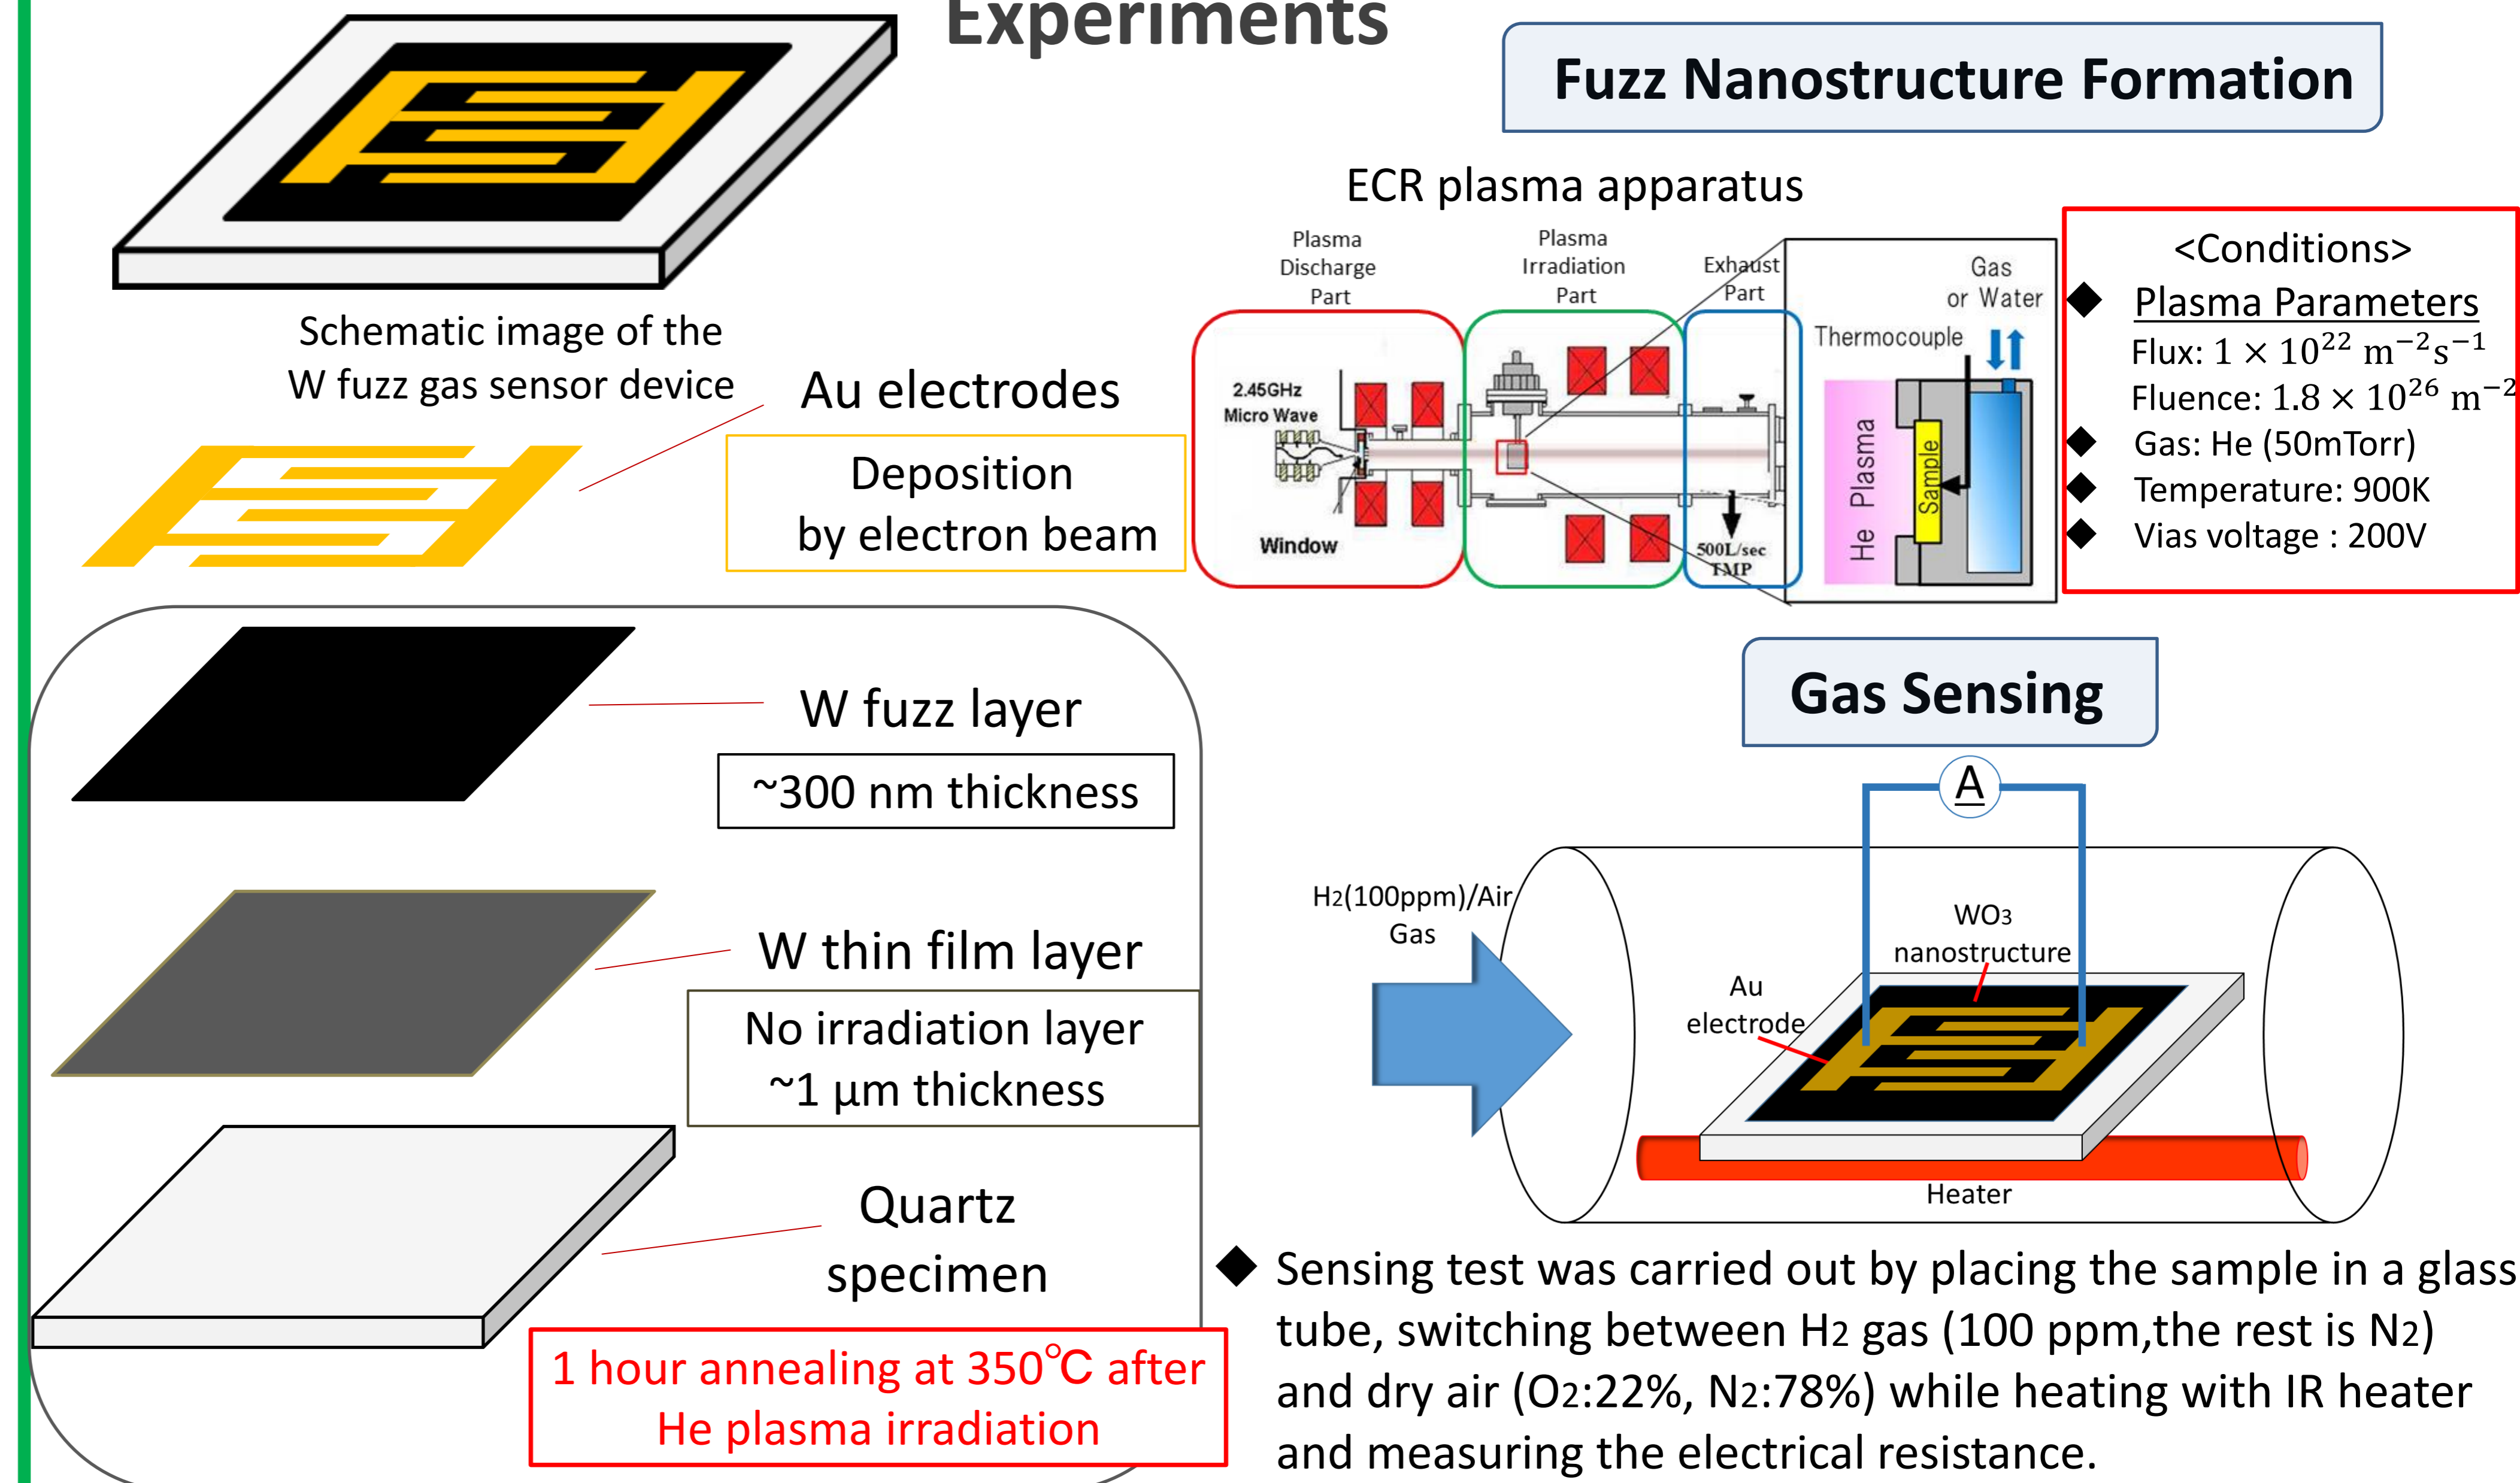 Experiments
Schematic image of the
W fuzz gas sensor device
Au electrodes
Deposition
by electron beam
W fuzz layer
~300 nm thickness
W thin film layer
No irradiation layer
~1 μm thickness
Quartz
specimen
1 hour annealing at 350℃ after
He plasma irradiation
Fuzz Nanostructure Formation
ECR plasma apparatus
Plasma
Discharge
Part
Plasma
Irradiation
Part
Exhaust
Part
2.45GHz
Micro Wave
Window
500L/sec
TMP
Gas
or Water
Thermocouple
He Plasma
Sample
<Conditions>
◆ Plasma Parameters
Flux: 1 × 10²² m⁻²s⁻¹
Fluence: 1.8 × 10²⁶ m⁻²
◆ Gas: He (50mTorr)
◆ Temperature: 900K
◆ Vias voltage : 200V
Gas Sensing
A
H2(100ppm)/Air
Gas
WO3
nanostructure
Au
electrode
Heater
◆ Sensing test was carried out by placing the sample in a glass
tube, switching between H2 gas (100 ppm,the rest is N2)
and dry air (O2:22%, N2:78%) while heating with IR heater
and measuring the electrical resistance.